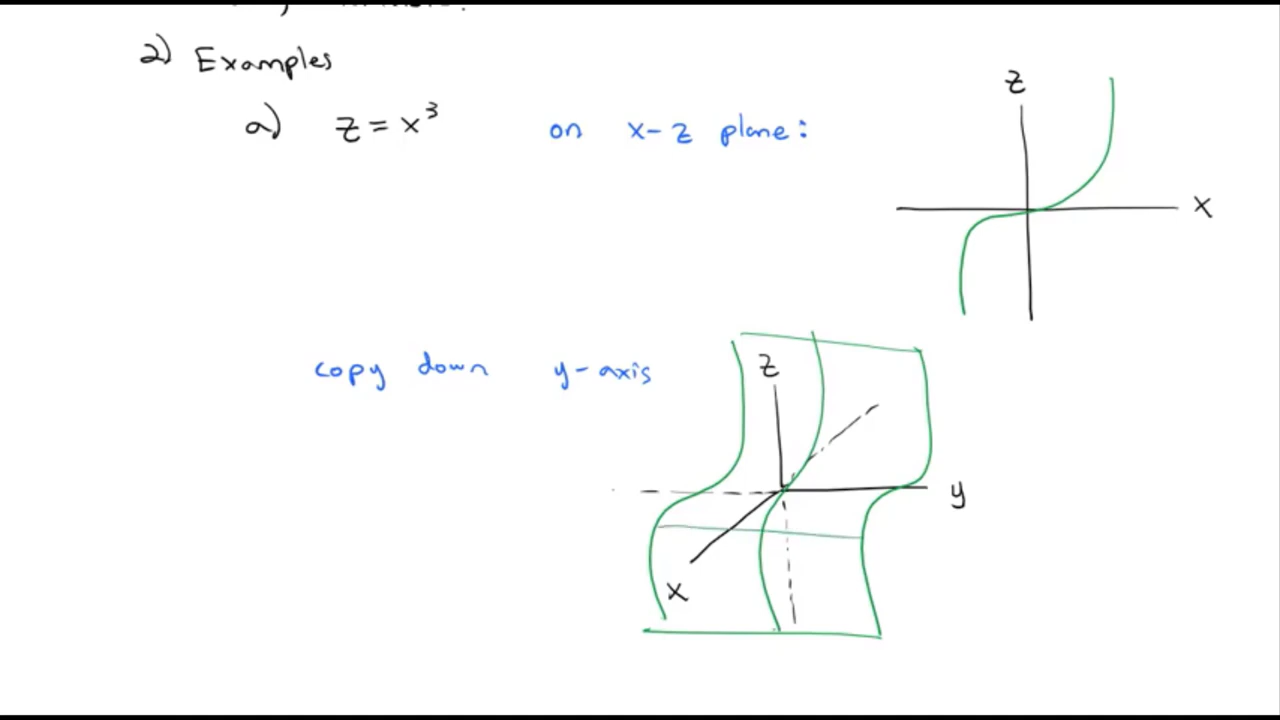 2) Examples
a) z = x³ on x-z plane:
z
x
copy down y-axis
z
y
x